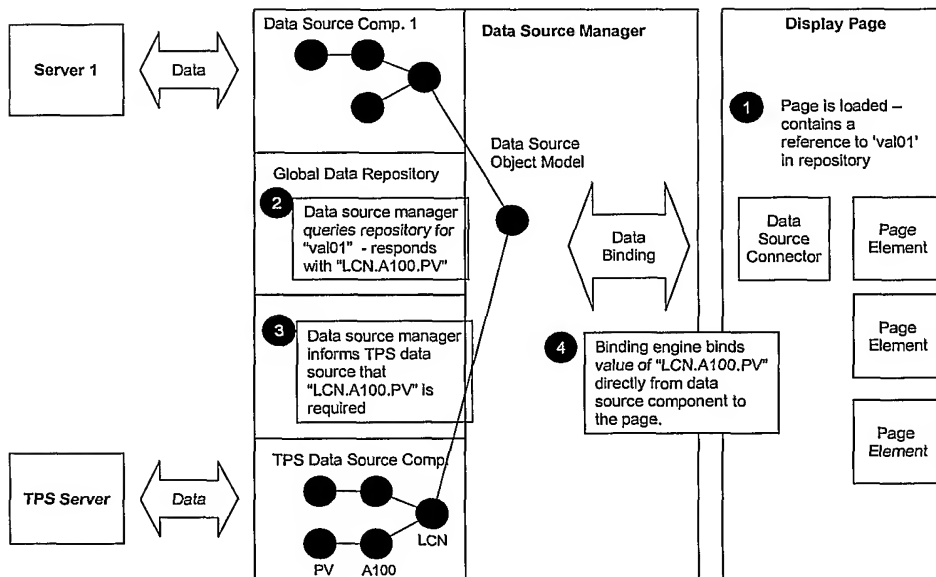 Data Source Comp. 1
Data Source Manager
Display Page
Server 1
Data
1
Page is loaded –
contains a
reference to 'val01'
in repository
Data Source
Object Model
Global Data Repository
2
Data source manager
queries repository for
"val01" - responds
with "LCN.A100.PV"
Data
Binding
Data
Source
Connector
Page
Element
3
Data source manager
informs TPS data
source that
"LCN.A100.PV" is
required
4
Binding engine binds
value of "LCN.A100.PV"
directly from data
source component to
the page.
Page
Element
Page
Element
TPS Data Source Comp.
TPS Server
Data
LCN
PV
A100